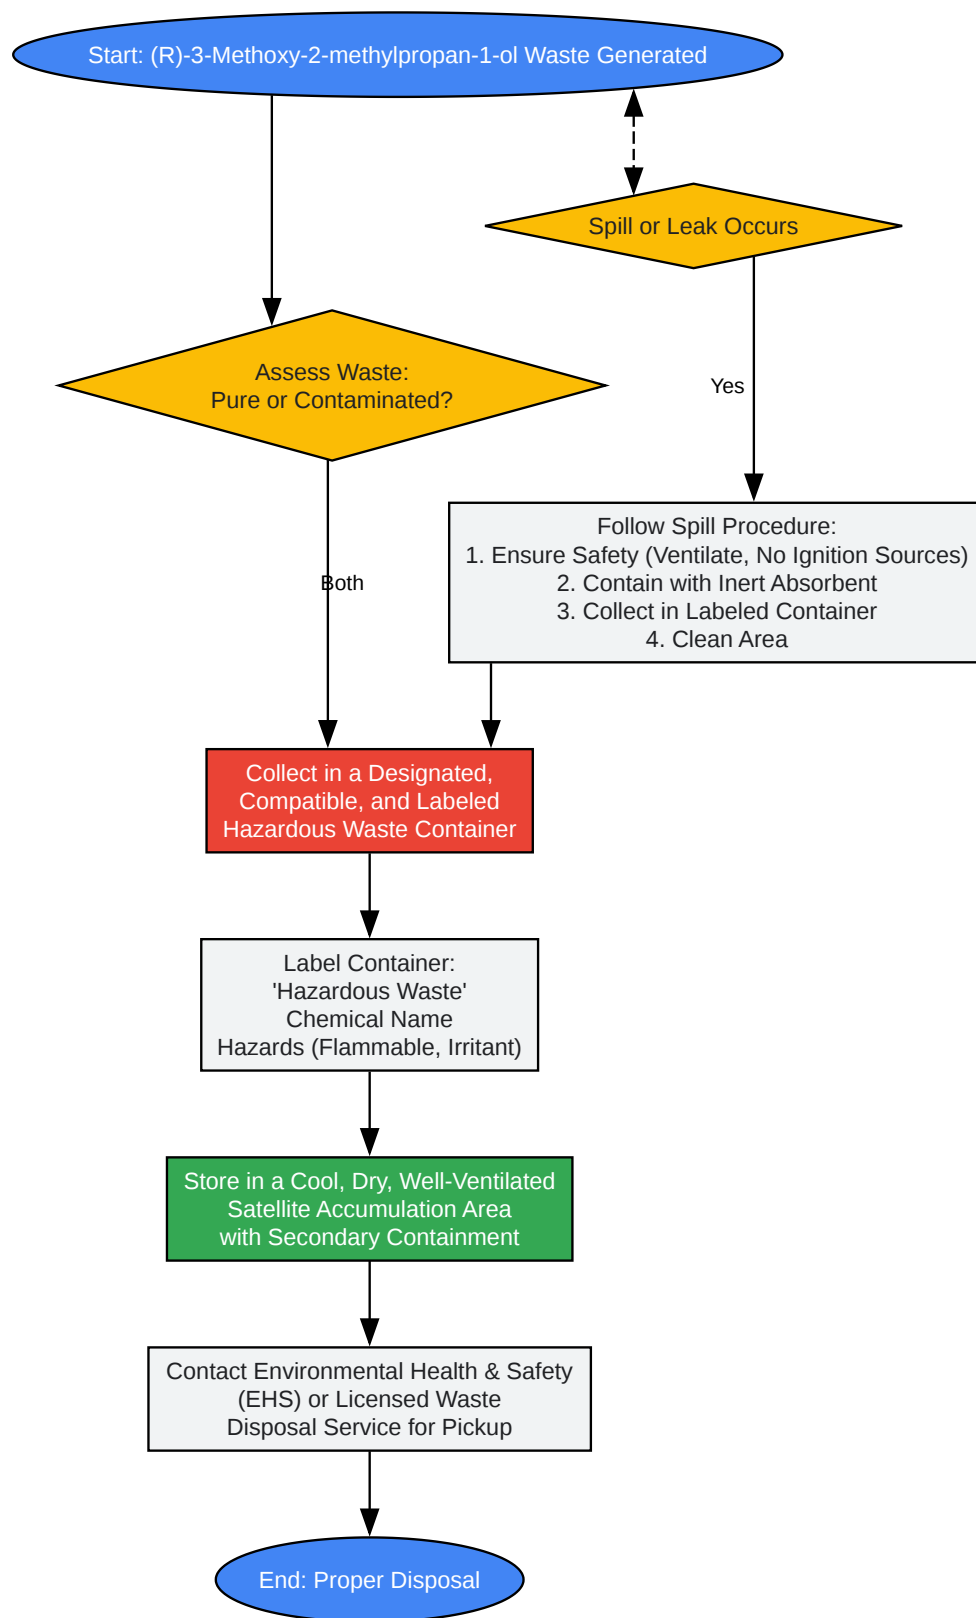 Start: (R)-3-Methoxy-2-methylpropan-1-ol Waste Generated
Spill or Leak Occurs
Assess Waste:
Pure or Contaminated?
Yes
Follow Spill Procedure:
1. Ensure Safety (Ventilate, No Ignition Sources)
2. Contain with Inert Absorbent
3. Collect in Labeled Container
4. Clean Area
Both
Collect in a Designated,
Compatible, and Labeled
Hazardous Waste Container
Label Container:
'Hazardous Waste'
Chemical Name
Hazards (Flammable, Irritant)
Store in a Cool, Dry, Well-Ventilated
Satellite Accumulation Area
with Secondary Containment
Contact Environmental Health & Safety
(EHS) or Licensed Waste
Disposal Service for Pickup
End: Proper Disposal